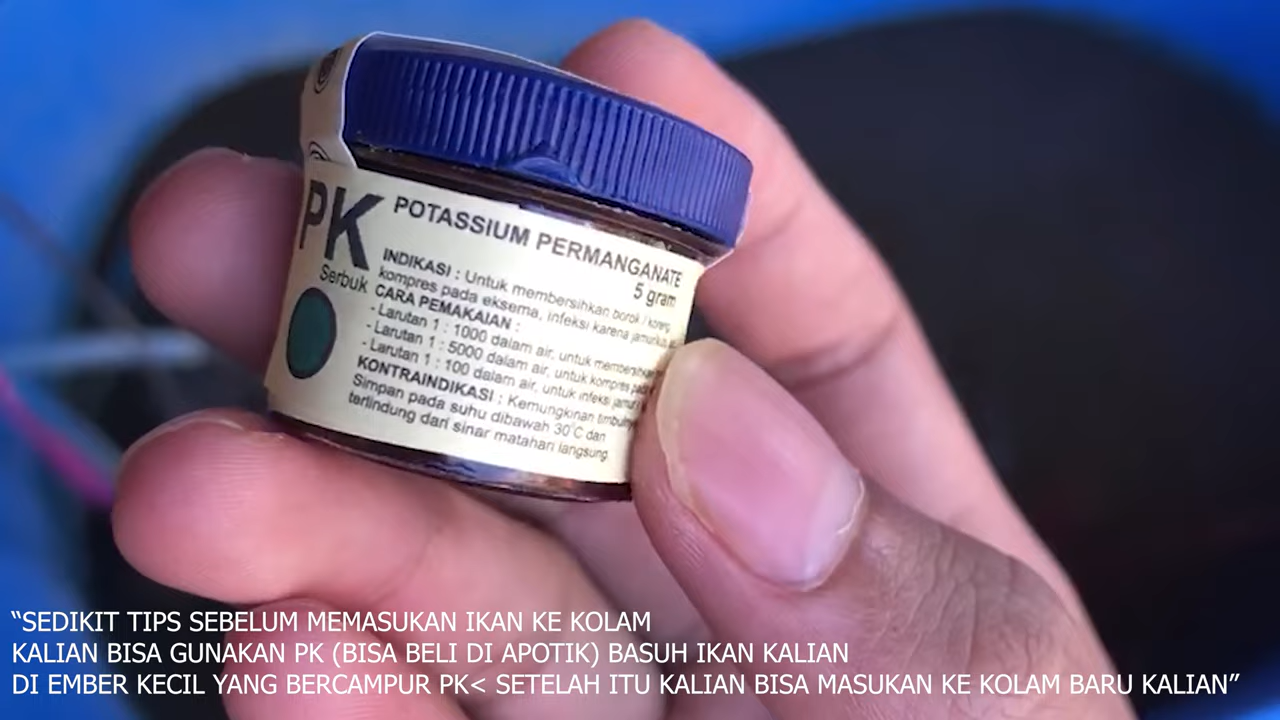 PK
Serbuk
POTASSIUM PERMANGANATE
5 gram
INDIKASI : Untuk membersihkan borok / koreng,
kompres pada eksema, infeksi karena jamur
CARA PEMAKAIAN :
- Larutan 1 : 1000 dalam air, untuk membersihkan
- Larutan 1 : 5000 dalam air, untuk kompres pada
- Larutan 1 : 100 dalam air, untuk infeksi jamur
KONTRAINDIKASI : Kemungkinan timbulnya
Simpan pada suhu dibawah 30°C dan
terlindung dari sinar matahari langsung.
“SEDIKIT TIPS SEBELUM MEMASUKAN IKAN KE KOLAM
KALIAN BISA GUNAKAN PK (BISA BELI DI APOTIK) BASUH IKAN KALIAN
DI EMBER KECIL YANG BERCAMPUR PK< SETELAH ITU KALIAN BISA MASUKAN KE KOLAM BARU KALIAN”